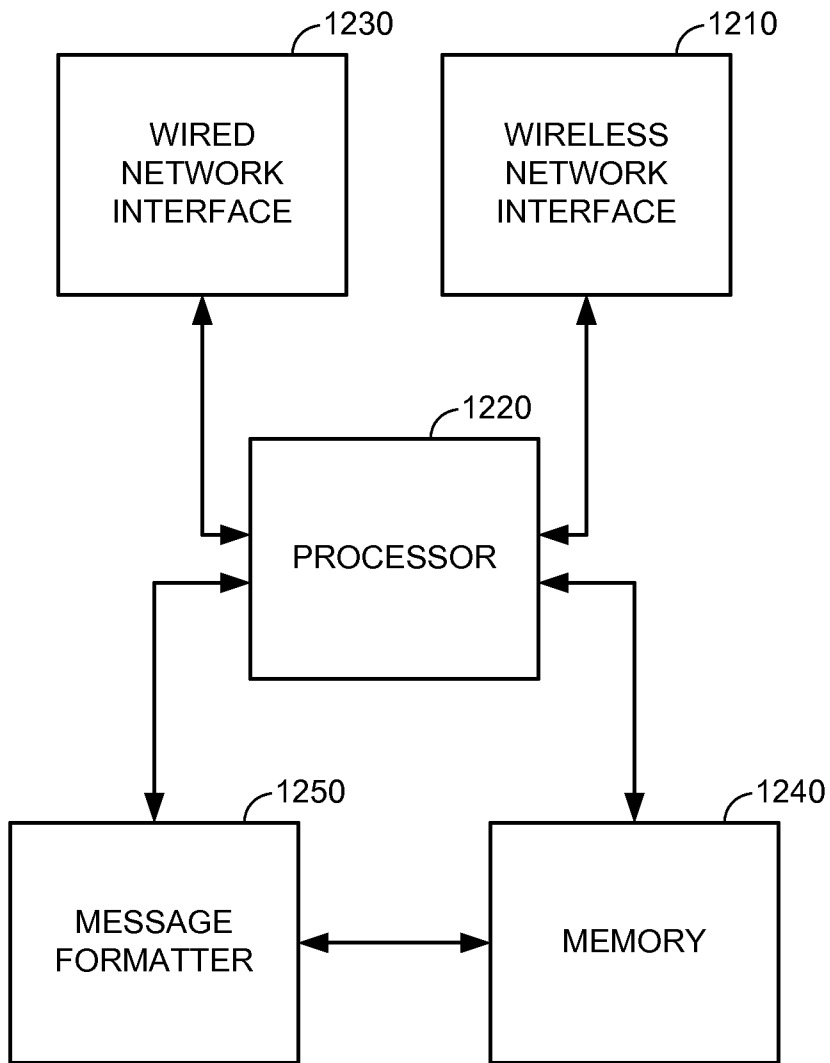 1230
1210
WIRED
NETWORK
INTERFACE
WIRELESS
NETWORK
INTERFACE
1220
PROCESSOR
1250
1240
MESSAGE
FORMATTER
MEMORY